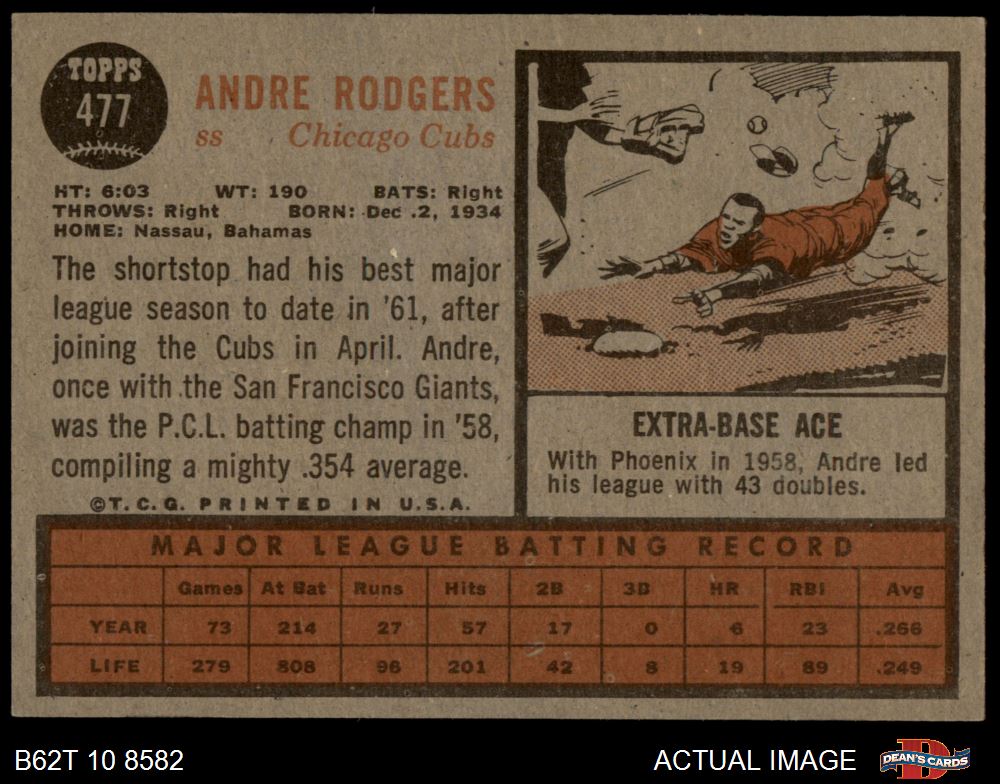 TOPPS
477
ANDRE RODGERS
ss Chicago Cubs
HT: 6:03 WT: 190 BATS: Right
THROWS: Right BORN: Dec .2, 1934
HOME: Nassau, Bahamas
The shortstop had his best major
league season to date in '61, after
joining the Cubs in April. Andre,
once with the San Francisco Giants,
was the P.C.L. batting champ in '58,
compiling a mighty .354 average.
©T.C.G. PRINTED IN U.S.A.
EXTRA-BASE ACE
With Phoenix in 1958, Andre led
his league with 43 doubles.
MAJOR LEAGUE BATTING RECORD
Games At Bat Runs Hits 2B 3B HR RBI Avg
YEAR 73 214 27 57 17 0 6 23 .266
LIFE 279 808 96 201 42 8 19 89 .249
B62T 10 8582 ACTUAL IMAGE D DEAN'S CARDS